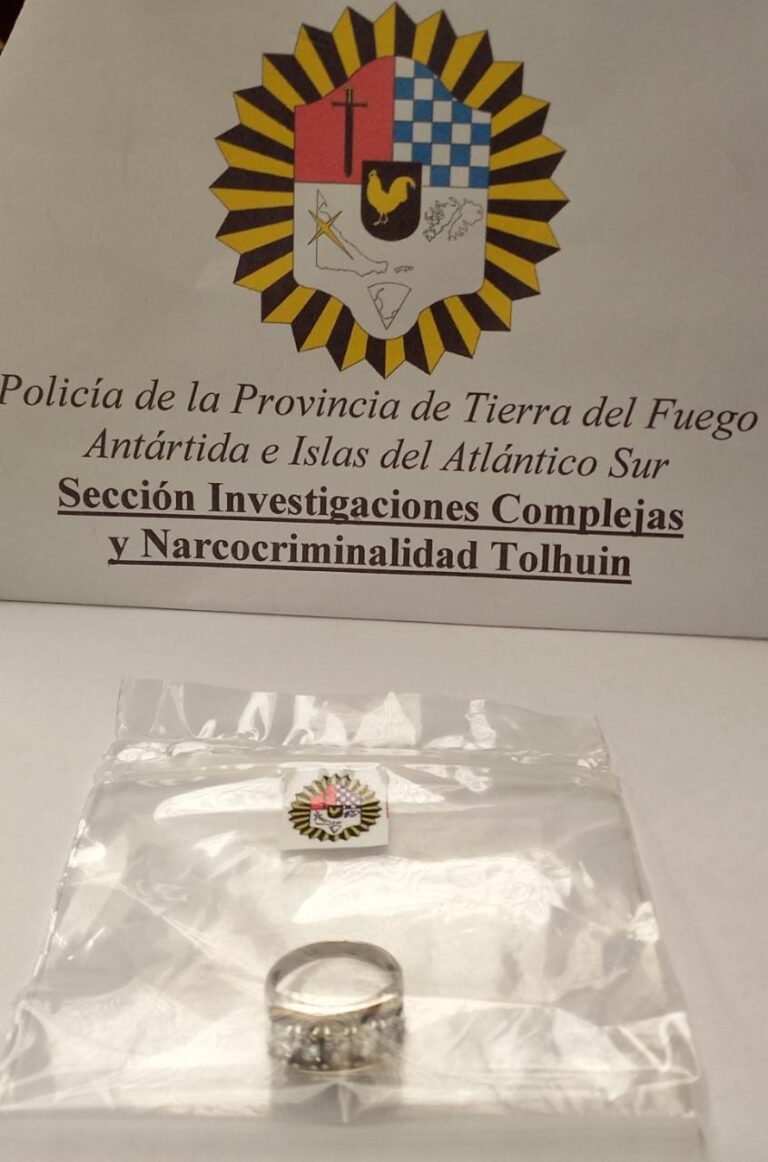 Policía de la Provincia de Tierra del Fuego
Antártida e Islas del Atlántico Sur
Sección Investigaciones Complejas
y Narcocriminalidad Tolhuin